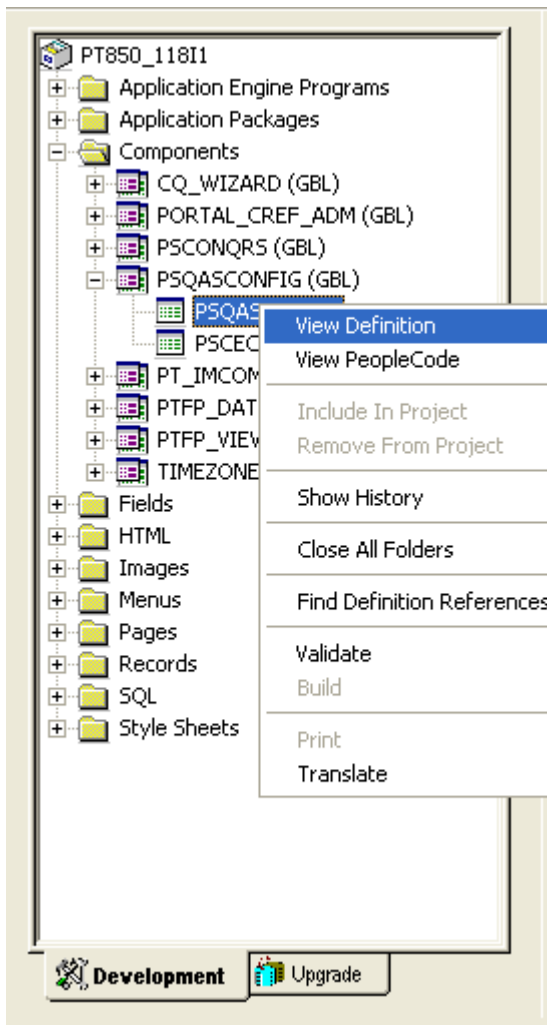 PT850_118I1
Application Engine Programs
Application Packages
Components
CQ_WIZARD (GBL)
PORTAL_CREF_ADM (GBL)
PSCONQRS (GBL)
PSQASCONFIG (GBL)
PSQAS
PSCEC
PT_IMCOM
PTFP_DAT
PTFP_VIEW
TIMEZONE
Fields
HTML
Images
Menus
Pages
Records
SQL
Style Sheets
View Definition
View PeopleCode
Include In Project
Remove From Project
Show History
Close All Folders
Find Definition References
Validate
Build
Print
Translate
Development
Upgrade